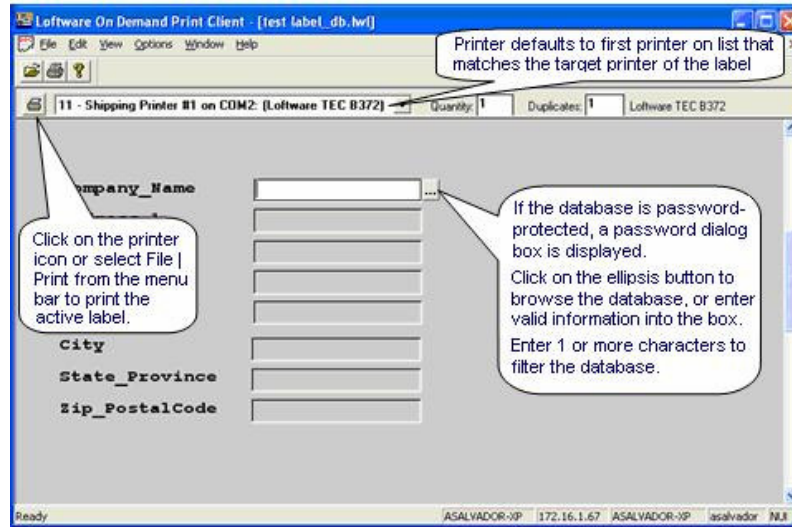 Loftware On Demand Print Client - [test label_db.lwl]
File Edit View Options Window Help
Printer defaults to first printer on list that
matches the target printer of the label
11 - Shipping Printer #1 on COM2: (Loftware TEC B372) Quantity: 1 Duplicates: 1 Loftware TEC B372
ompany_Name
...
If the database is password-
protected, a password dialog
box is displayed.
Click on the ellipsis button to
browse the database, or enter
valid information into the box.
Enter 1 or more characters to
filter the database.
Click on the printer
icon or select File |
Print from the menu
bar to print the
active label.
City
State_Province
Zip_PostalCode
Ready ASALVADOR-XP 172.16.1.67 ASALVADOR-XP asalvador NUI